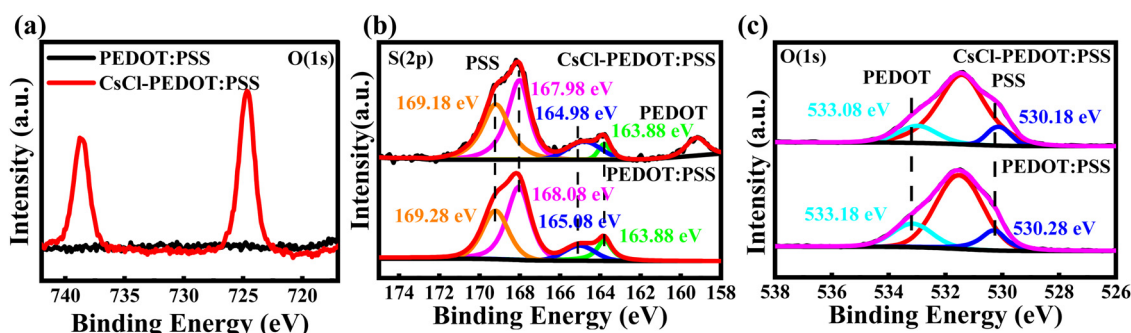 (a)
PEDOT:PSS
CsCl-PEDOT:PSS
O(1s)
Intensity (a.u.)
740 735 730 725 720
Binding Energy (eV)
(b)
S(2p)
PSS
CsCl-PEDOT:PSS
167.98 eV
169.18 eV
164.98 eV
PEDOT
163.88 eV
PEDOT:PSS
168.08 eV
169.28 eV
165.08 eV
163.88 eV
Intensity(a.u.)
174 172 170 168 166 164 162 160 158
Binding Energy (eV)
(c)
O(1s)
CsCl-PEDOT:PSS
PEDOT
PSS
533.08 eV
530.18 eV
PEDOT:PSS
533.18 eV
530.28 eV
Intensity (a.u.)
538 536 534 532 530 528 526
Binding Energy (eV)